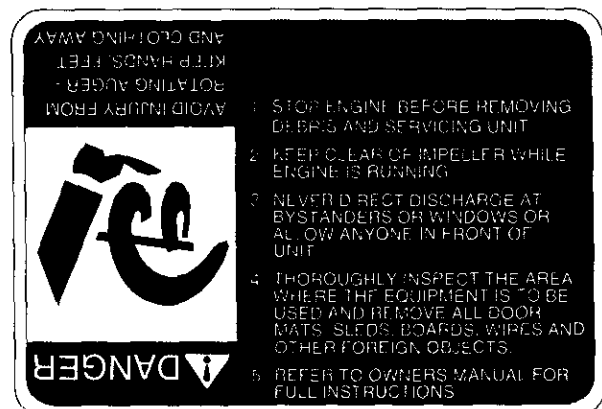 DANGER
AVOID INJURY FROM
ROTATING AUGER -
KEEP HANDS, FEET,
AND CLOTHING AWAY
1 STOP ENGINE BEFORE REMOVING
DEBRIS AND SERVICING UNIT
2 KEEP CLEAR OF IMPELLER WHILE
ENGINE IS RUNNING
3 NEVER DIRECT DISCHARGE AT
BYSTANDERS OR WINDOWS OR
ALLOW ANYONE IN FRONT OF
UNIT
4 THOROUGHLY INSPECT THE AREA
WHERE THE EQUIPMENT IS TO BE
USED AND REMOVE ALL DOOR
MATS, SLEDS, BOARDS, WIRES AND
OTHER FOREIGN OBJECTS.
5 REFER TO OWNERS MANUAL FOR
FULL INSTRUCTIONS